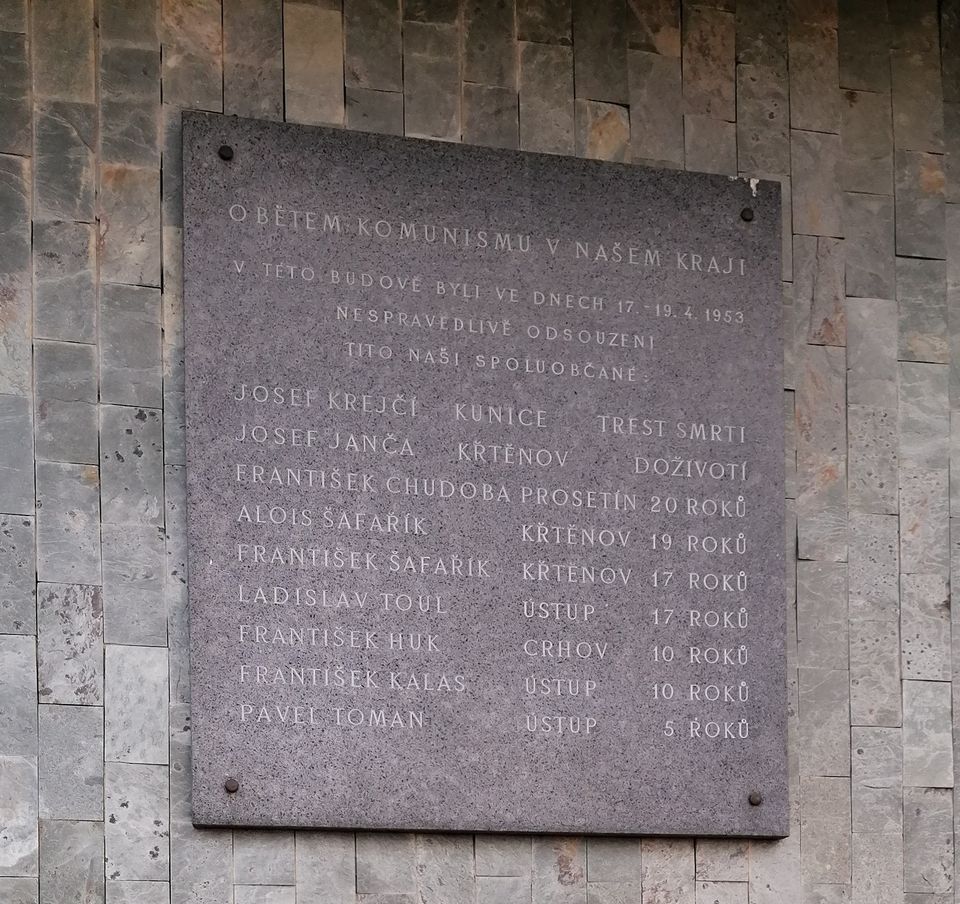 OBĚTEM KOMUNISMU V NAŠEM KRAJI
V TÉTO BUDOVĚ BYLI VE DNECH 17.-19.4.1953
NESPRAVEDLIVĚ ODSOUZENI
TITO NAŠI SPOLUOBČANÉ:
JOSEF KREJČÍ KUNICE TREST SMRTI
JOSEF JANČA KŘTĚNOV DOŽIVOTÍ
FRANTIŠEK CHUDOBA PROSETÍN 20 ROKŮ
ALOIS ŠAFAŘÍK KŘTĚNOV 19 ROKŮ
FRANTIŠEK ŠAFAŘÍK KŘTĚNOV 17 ROKŮ
LADISLAV TOUL ÚSTUP 17 ROKŮ
FRANTIŠEK HUK CRHOV 10 ROKŮ
FRANTIŠEK KALAS ÚSTUP 10 ROKŮ
PAVEL TOMAN ÚSTUP 5 ROKŮ